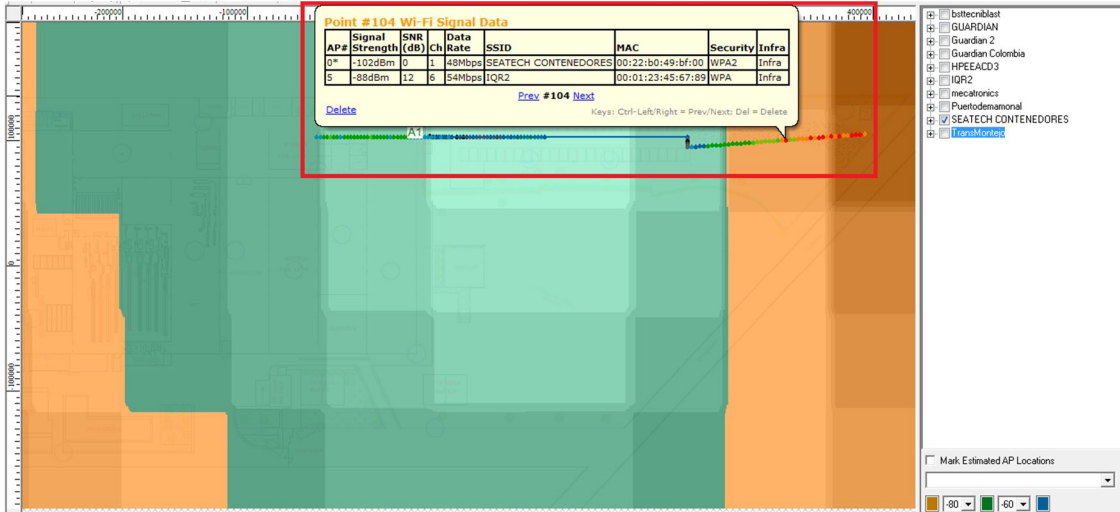 -200000 -100000 400000
Point #104 Wi-Fi Signal Data
AP# Signal Strength SNR (dB) Ch Data Rate SSID MAC Security Infra
0* -102dBm 0 1 48Mbps SEATECH CONTENEDORES 00:22:b0:49:bf:00 WPA2 Infra
5 -88dBm 12 6 54Mbps IQR2 00:01:23:45:67:89 WPA Infra
Prev #104 Next
Delete Keys: Ctrl-Left/Right = Prev/Next; Del = Delete
A1
100000
0
-100000
bsttecniblast
GUARDIAN
Guardian 2
Guardian Colombia
HPEEACD3
IQR2
mecatronics
Puertodemamonal
SEATECH CONTENEDORES
TransMontejo
Mark Estimated AP Locations
-80 -60